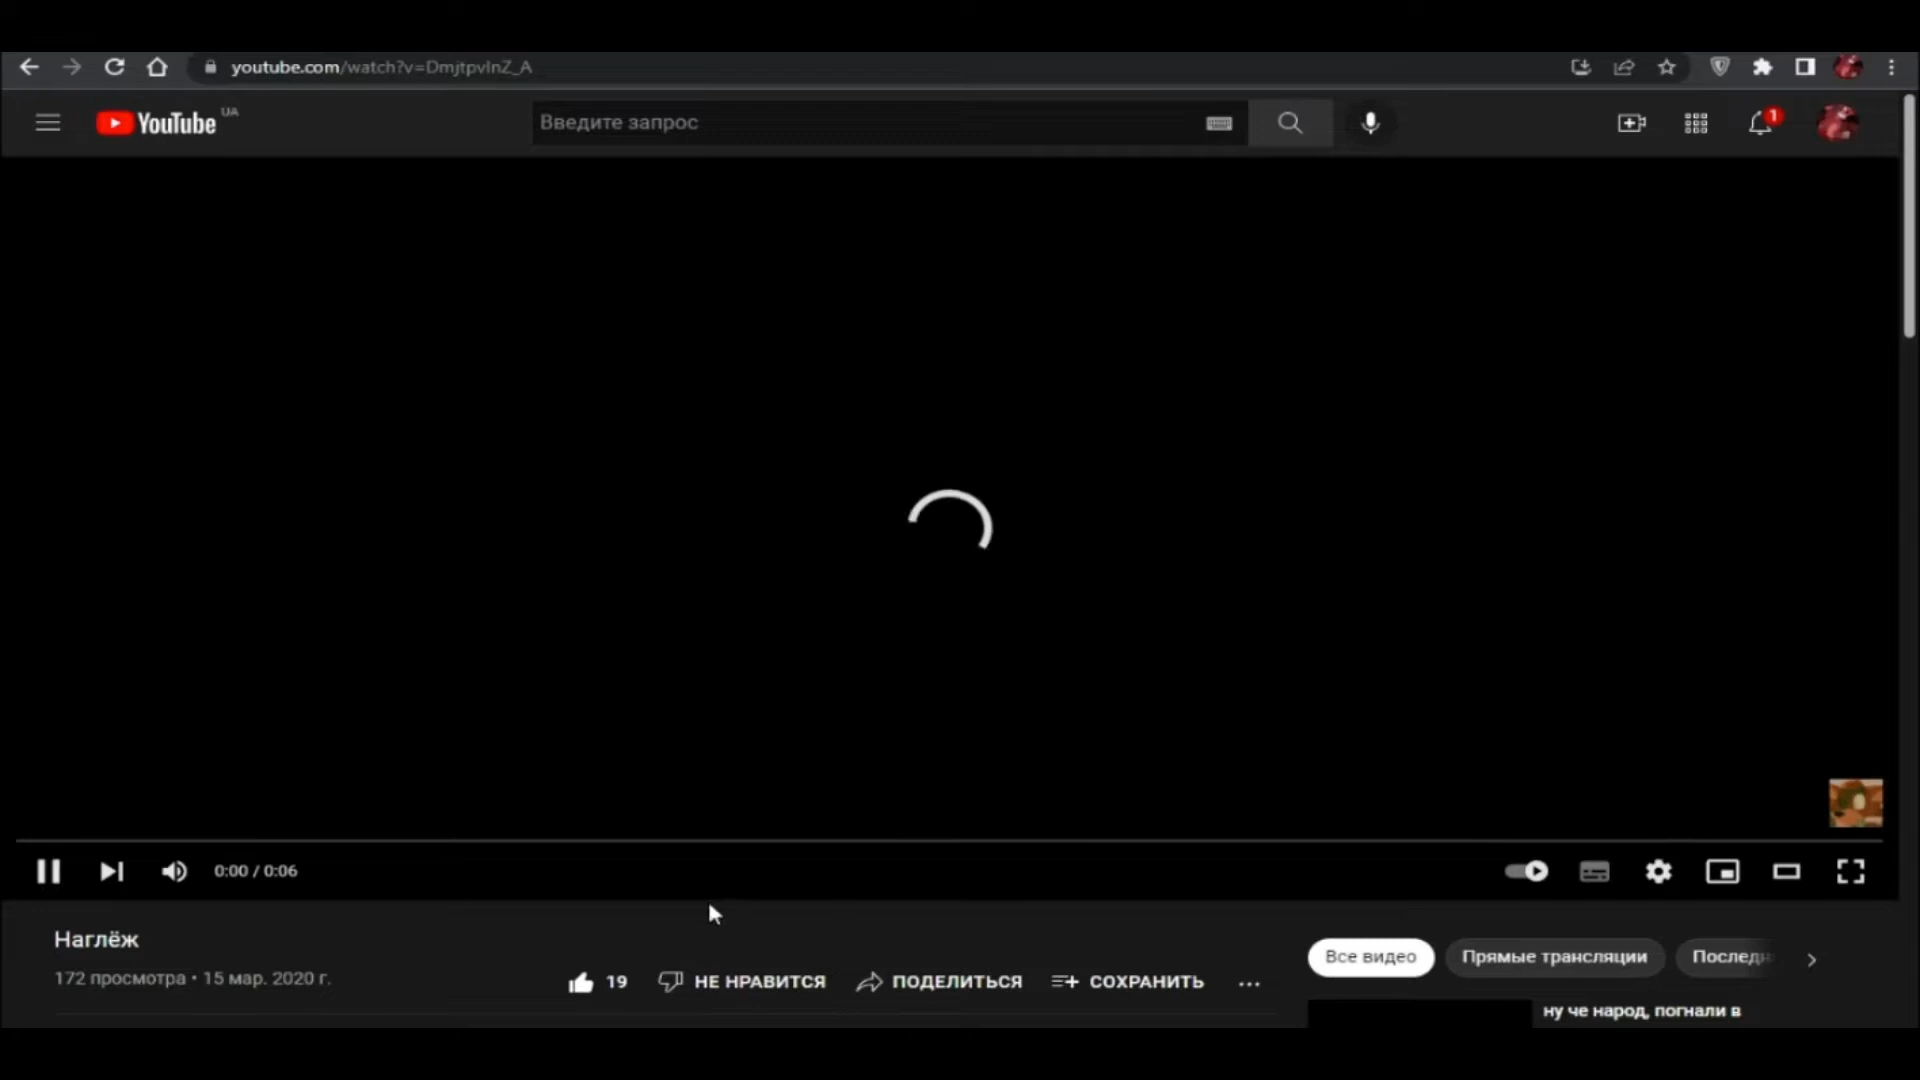 youtube.com/watch?v=DmjtpvlnZ_A
YouTube UA
Введите запрос
1
0:00 / 0:06
Наглёж
172 просмотра • 15 мар. 2020 г.
19 НЕ НРАВИТСЯ ПОДЕЛИТЬСЯ СОХРАНИТЬ
Все видео Прямые трансляции
ну че народ, погнали в